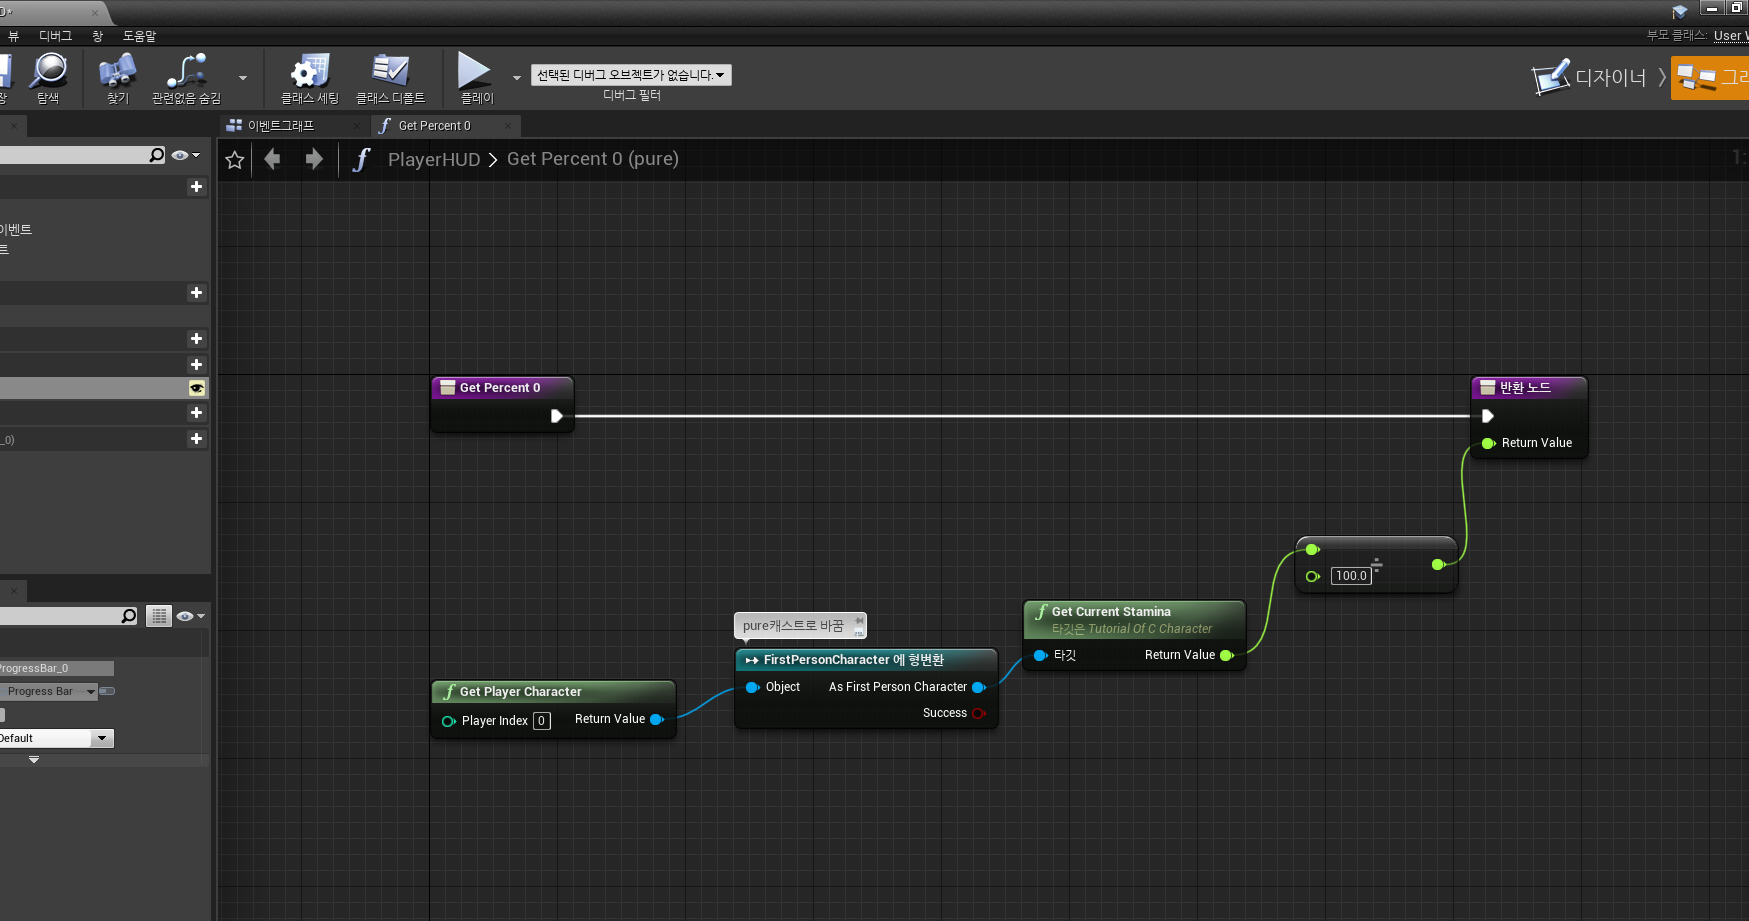 D*
뷰 디버그 창 도움말
부모 클래스: User W
장 탐색 찾기 관련없음 숨김 클래스 세팅 클래스 디폴트 플레이
선택된 디버그 오브젝트가 없습니다.
디버그 필터
디자이너
그래
이벤트그래프 Get Percent 0
PlayerHUD > Get Percent 0 (pure)
1:
이벤트
트
_0)
Get Percent 0
반환 노드
Return Value
100.0 ÷
Get Current Stamina
타깃은 Tutorial Of C Character
타깃 Return Value
pure캐스트로 바꿈
FirstPersonCharacter 에 형변환
Object As First Person Character
Success
Get Player Character
Player Index 0 Return Value
ProgressBar_0
Progress Bar
Default